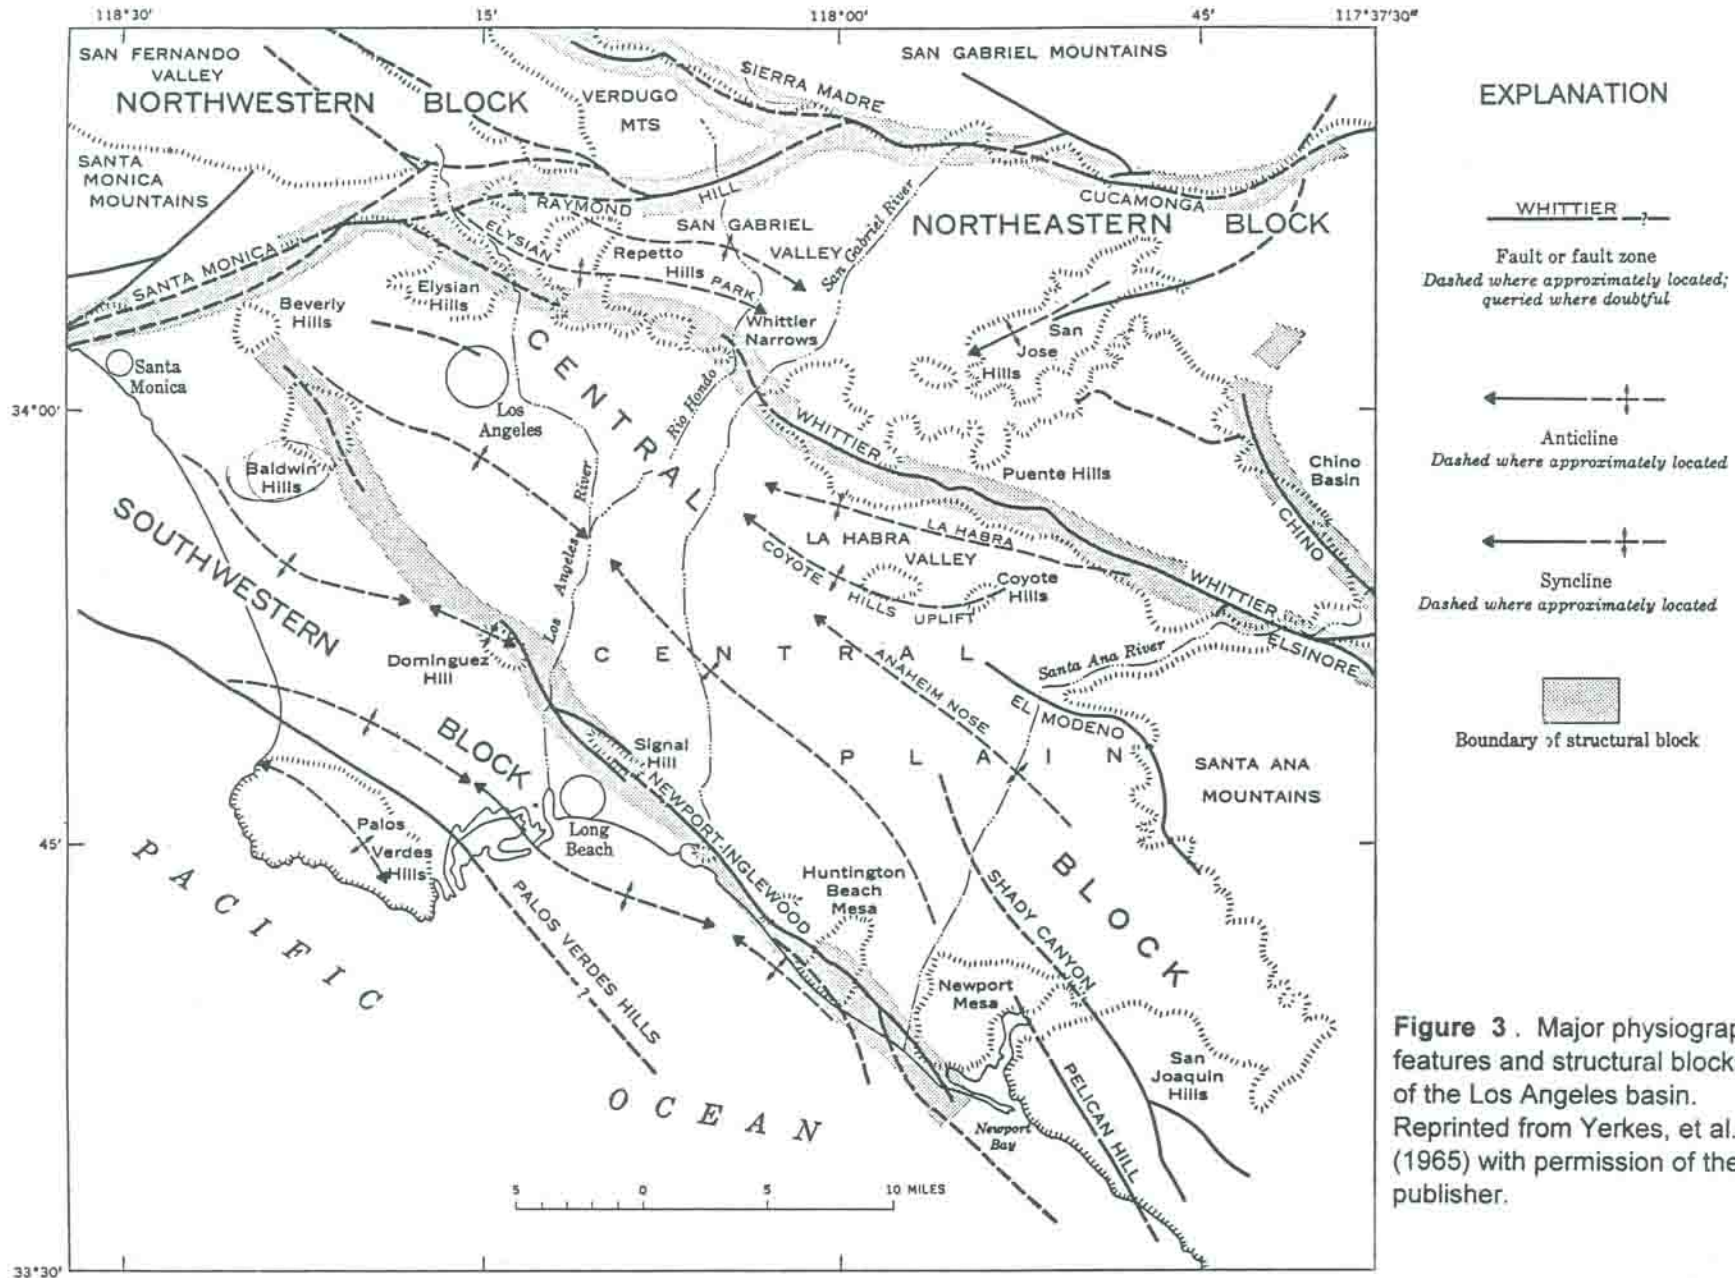 118°30'
15'
118°00'
45'
117°37'30"
SAN FERNANDO
VALLEY
NORTHWESTERN BLOCK
VERDUGO
MTS
SIERRA MADRE
SAN GABRIEL MOUNTAINS
SANTA
MONICA
MOUNTAINS
RAYMOND HILL
CUCAMONGA
NORTHEASTERN BLOCK
SAN GABRIEL
VALLEY
San Gabriel River
SANTA MONICA
ELYSIAN PARK
Repetto
Hills
Elysian
Hills
Beverly
Hills
Whittier
Narrows
San
Jose
Hills
Santa
Monica
CENTRAL
Los
Angeles
Rio Hondo
34°00'
WHITTIER
Puente Hills
Chino
Basin
CHINO
Baldwin
Hills
Los Angeles River
LA HABRA
LA HABRA
VALLEY
COYOTE HILLS UPLIFT
Coyote
Hills
WHITTIER
ELSINORE
SOUTHWESTERN
BLOCK
Dominguez
Hill
CENTRAL
PLAIN
ANAHEIM NOSE
Santa Ana River
EL MODENO
SANTA ANA
MOUNTAINS
Signal
Hill
NEWPORT-INGLEWOOD
Long
Beach
45'
Palos
Verdes
Hills
PALOS VERDES HILLS
?
Huntington
Beach
Mesa
SHADY CANYON
BLOCK
Newport
Mesa
San
Joaquin
Hills
PELICAN HILL
Newport
Bay
PACIFIC
OCEAN
5 0 5 10 MILES
33°30'
EXPLANATION
WHITTIER ?
Fault or fault zone
Dashed where approximately located;
queried where doubtful
Anticline
Dashed where approximately located
Syncline
Dashed where approximately located
Boundary of structural block
Figure 3 . Major physiograp
features and structural block
of the Los Angeles basin.
Reprinted from Yerkes, et al.
(1965) with permission of the
publisher.